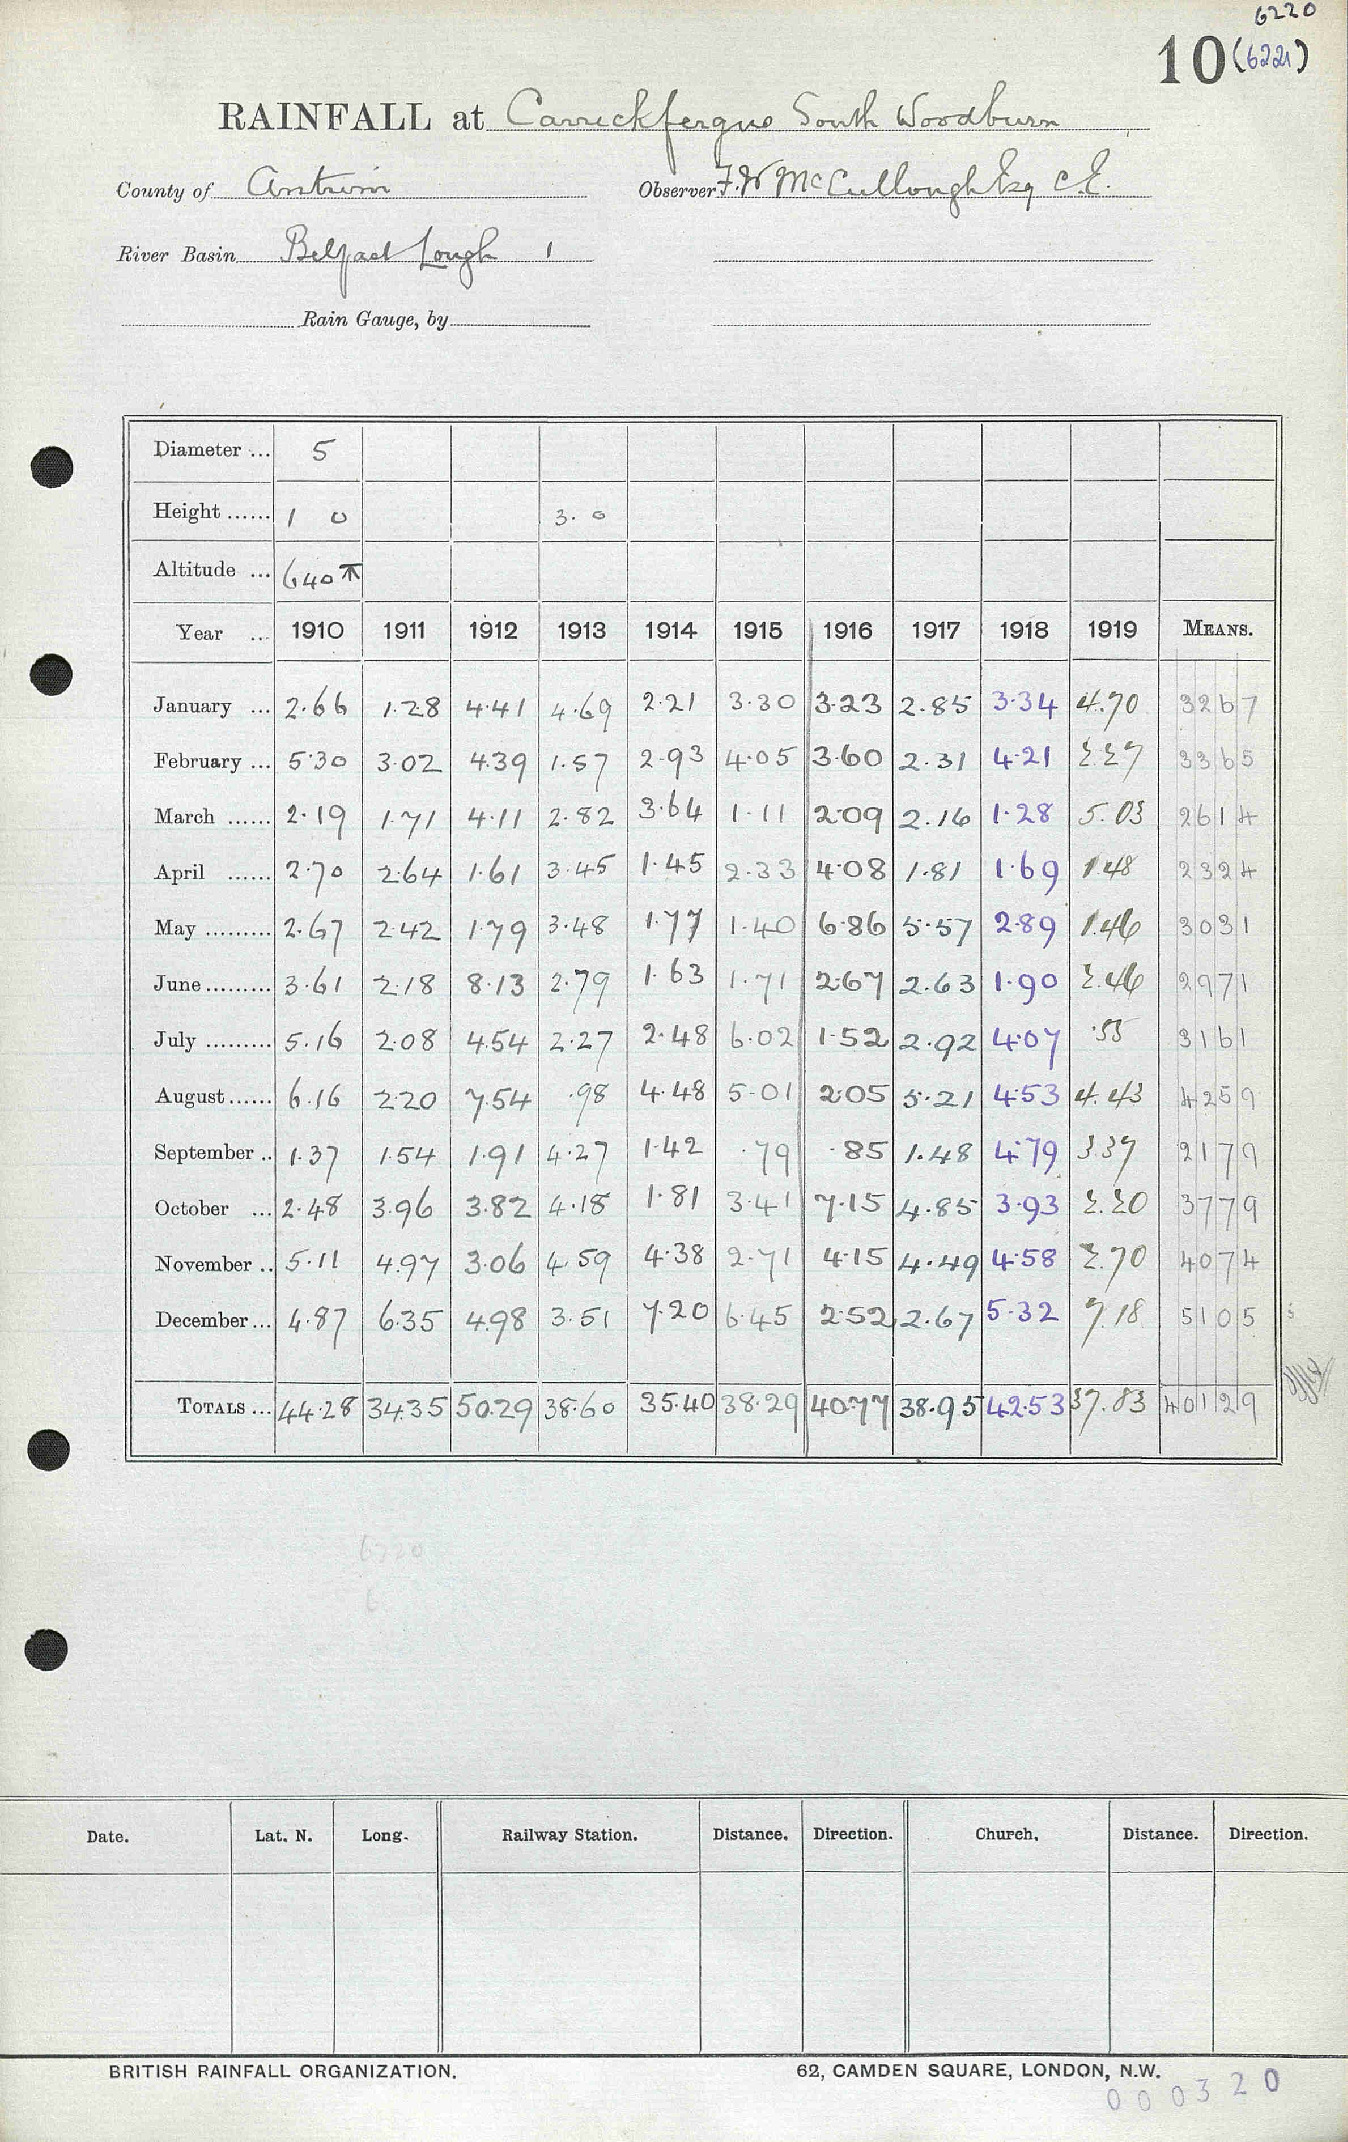 6220
10 (6221)
RAINFALL at Carrickfergus South Woodburn
County of Antrim Observer F. W McCullough Esq C.E.
River Basin Belfast Lough 1
Rain Gauge, by
Diameter ... 5
Height ...... 1 0 3. 0
Altitude ... 640
Year ... 1910 1911 1912 1913 1914 1915 1916 1917 1918 1919 MEANS.
January ... 2.66 1.28 4.41 4.69 2.21 3.30 3.23 2.85 3.34 4.70 3267
February ... 5.30 3.02 4.39 1.57 2.93 4.05 3.60 2.31 4.21 2.27 3365
March ...... 2.19 1.71 4.11 2.82 3.64 1.11 2.09 2.16 1.28 5.03 2614
April ...... 2.70 2.64 1.61 3.45 1.45 2.33 4.08 1.81 1.69 1.48 2324
May ......... 2.67 2.42 1.79 3.48 1.77 1.40 6.86 5.57 2.89 1.46 3031
June ......... 3.61 2.18 8.13 2.79 1.63 1.71 2.67 2.63 1.90 2.46 2971
July ......... 5.16 2.08 4.54 2.27 2.48 6.02 1.52 2.92 4.07 .55 3161
August ...... 6.16 2.20 7.54 .98 4.48 5.01 2.05 5.21 4.53 4.43 4259
September .. 1.37 1.54 1.91 4.27 1.42 .79 .85 1.48 4.79 3.37 2179
October ... 2.48 3.96 3.82 4.18 1.81 3.41 7.15 4.85 3.93 2.20 3779
November .. 5.11 4.97 3.06 4.59 4.38 2.71 4.15 4.49 4.58 2.70 4074
December ... 4.87 6.35 4.98 3.51 7.20 6.45 2.52 2.67 5.32 7.18 5105
TOTALS ... 44.28 34.35 50.29 38.60 35.40 38.29 40.77 38.95 42.53 37.83 40129
6220
Date. Lat. N. Long. Railway Station. Distance. Direction. Church. Distance. Direction.
BRITISH RAINFALL ORGANIZATION. 62, CAMDEN SQUARE, LONDON, N.W.
000320